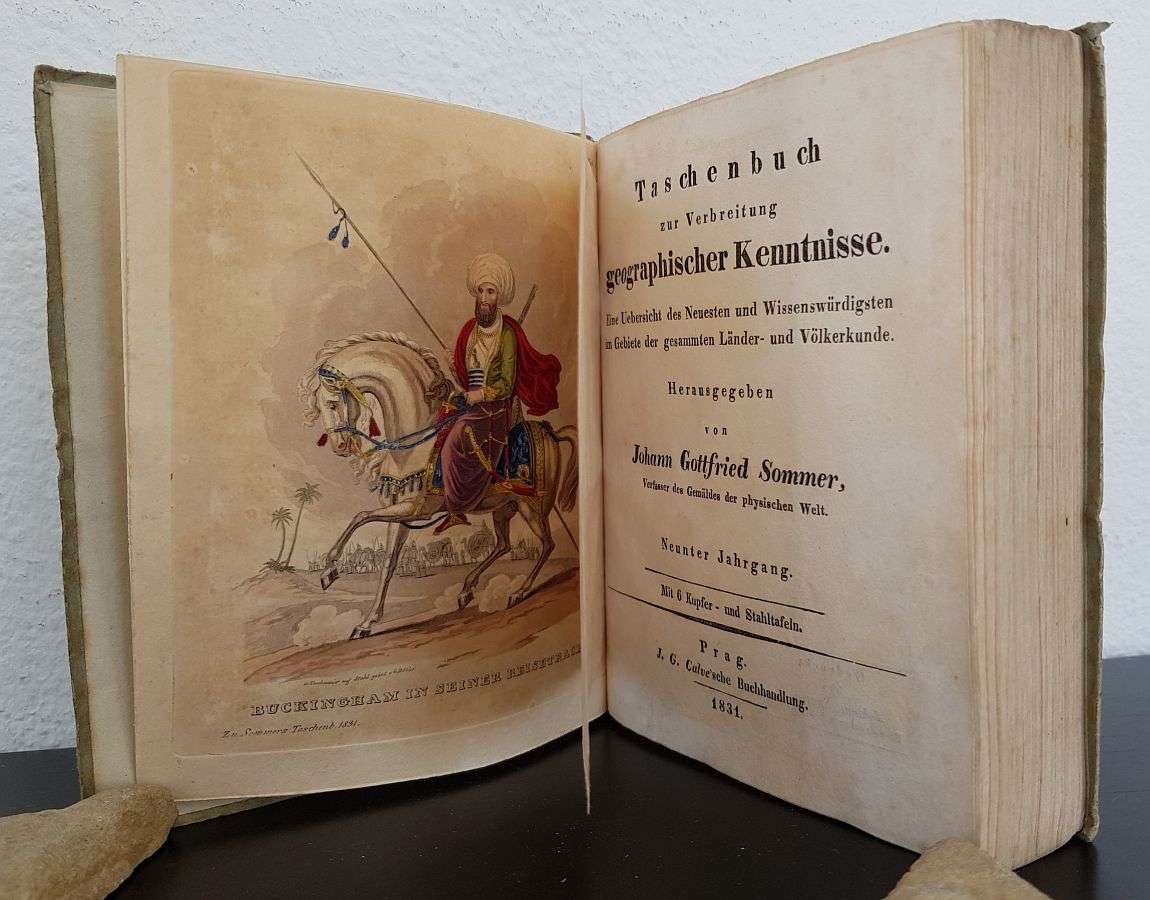 BUCKINGHAM IN SEINER
Zu Sommers Taschenb. 1831.
Taschenbuch
zur Verbreitung
geographischer Kenntnisse.
Eine Uebersicht des Neuesten und Wissenswürdigsten
im Gebiete der gesammten Länder- und Völkerkunde.
Herausgegeben
von
Johann Gottfried Sommer,
Verfasser des Gemäldes der physischen Welt.
Neunter Jahrgang.
Mit 6 Kupfer- und Stahltafeln.
Prag.
J. G. Calve'sche Buchhandlung.
1831.